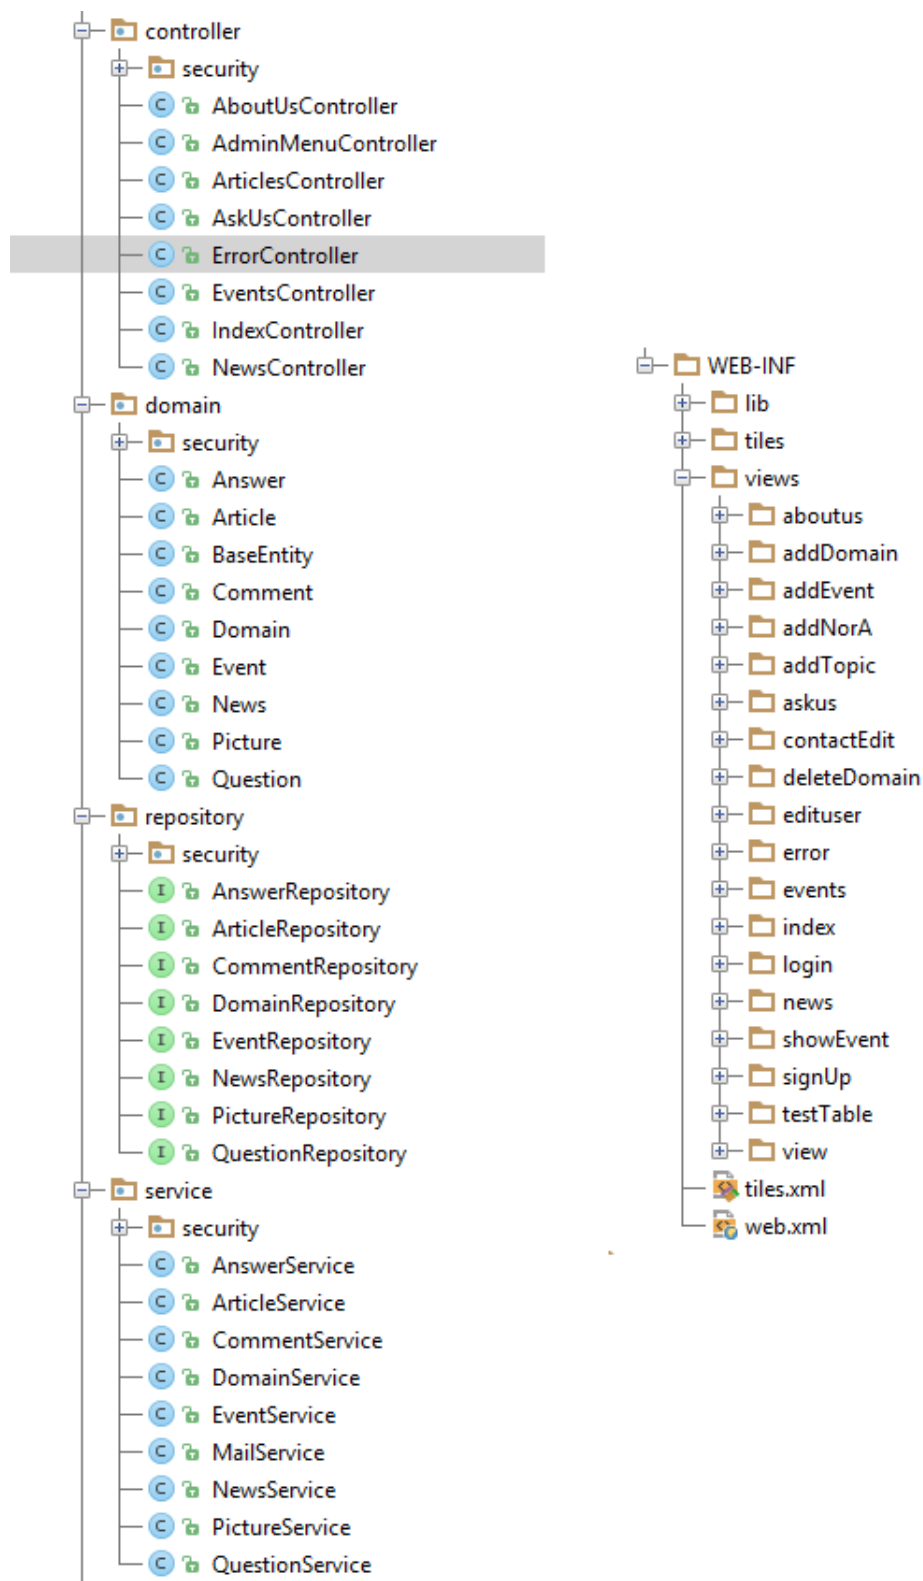 controller
security
AboutUsController
AdminMenuController
ArticlesController
AskUsController
ErrorController
EventsController
IndexController
NewsController
domain
security
Answer
Article
BaseEntity
Comment
Domain
Event
News
Picture
Question
repository
security
AnswerRepository
ArticleRepository
CommentRepository
DomainRepository
EventRepository
NewsRepository
PictureRepository
QuestionRepository
service
security
AnswerService
ArticleService
CommentService
DomainService
EventService
MailService
NewsService
PictureService
QuestionService
WEB-INF
lib
tiles
views
aboutus
addDomain
addEvent
addNorA
addTopic
askus
contactEdit
deleteDomain
edituser
error
events
index
login
news
showEvent
signUp
testTable
view
tiles.xml
web.xml